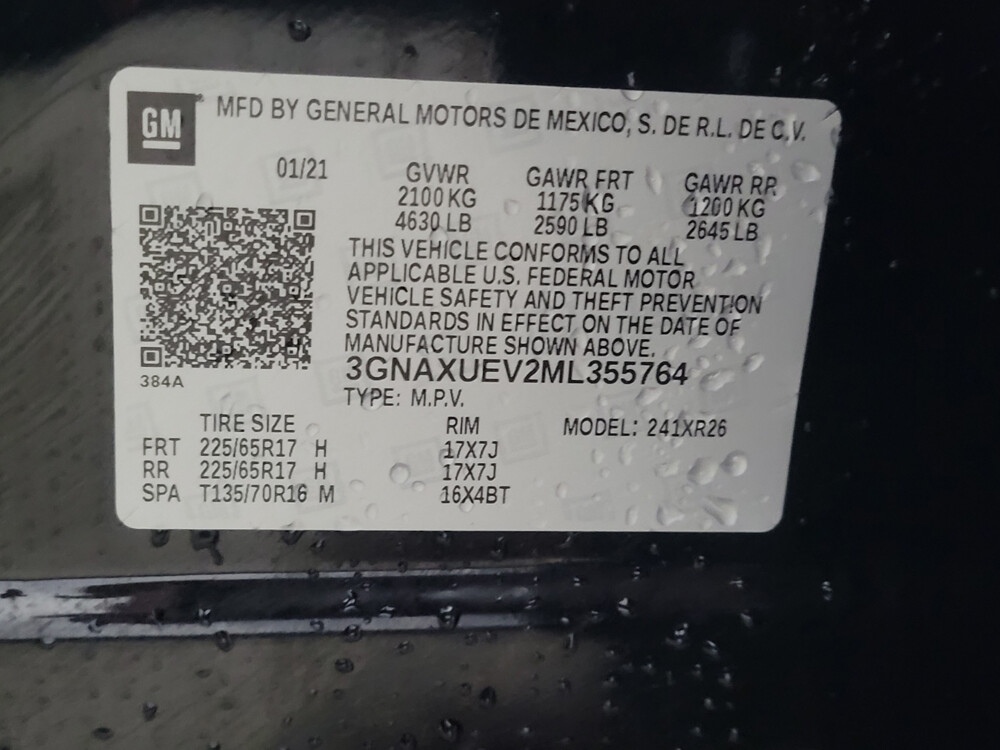 GM
MFD BY GENERAL MOTORS DE MEXICO, S. DE R.L. DE C.V.
01/21 GVWR GAWR FRT GAWR RR
2100 KG 1175 KG 1200 KG
4630 LB 2590 LB 2645 LB
THIS VEHICLE CONFORMS TO ALL
APPLICABLE U.S. FEDERAL MOTOR
VEHICLE SAFETY AND THEFT PREVENTION
STANDARDS IN EFFECT ON THE DATE OF
MANUFACTURE SHOWN ABOVE.
3GNAXUEV2ML355764
384A
TYPE: M.P.V.
TIRE SIZE RIM MODEL: 241XR26
FRT 225/65R17 H 17X7J
RR 225/65R17 H 17X7J
SPA T135/70R16 M 16X4BT